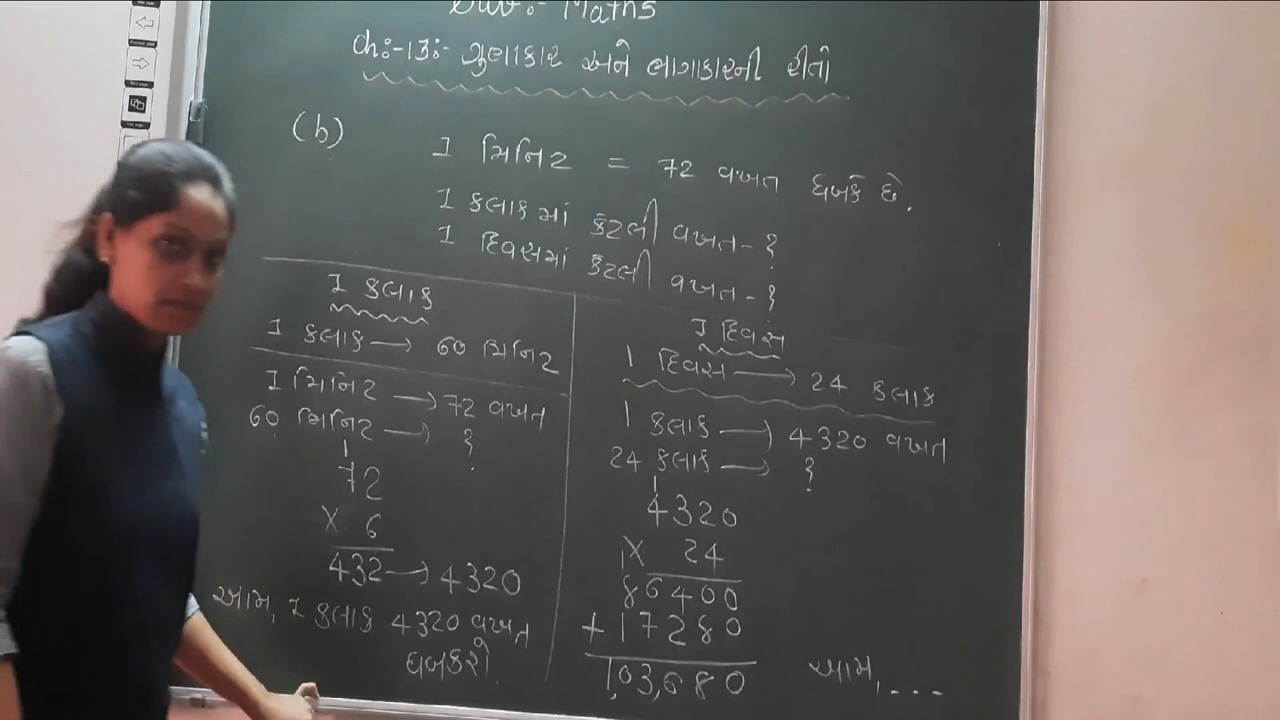 Sub :- Maths
Ch:-13:- ગુણાકાર અને ભાગાકારની રીતો
(b)
1 મિનિટ = 72 વખત ધબકે છે.
1 કલાકમાં કેટલી વખત - ?
1 દિવસમાં કેટલી વખત - ?
1 કલાક
1 કલાક → 60 મિનિટ
1 મિનિટ → 72 વખત
60 મિનિટ → ?
72
X 6
432 → 4320
આમ, 1 કલાક 4320 વખત
ધબકશે.
1 દિવસ
1 દિવસ → 24 કલાક
1 કલાક → 4320 વખત
24 કલાક → ?
4320
X 24
86400
+17280
1,03,680
આમ, ...